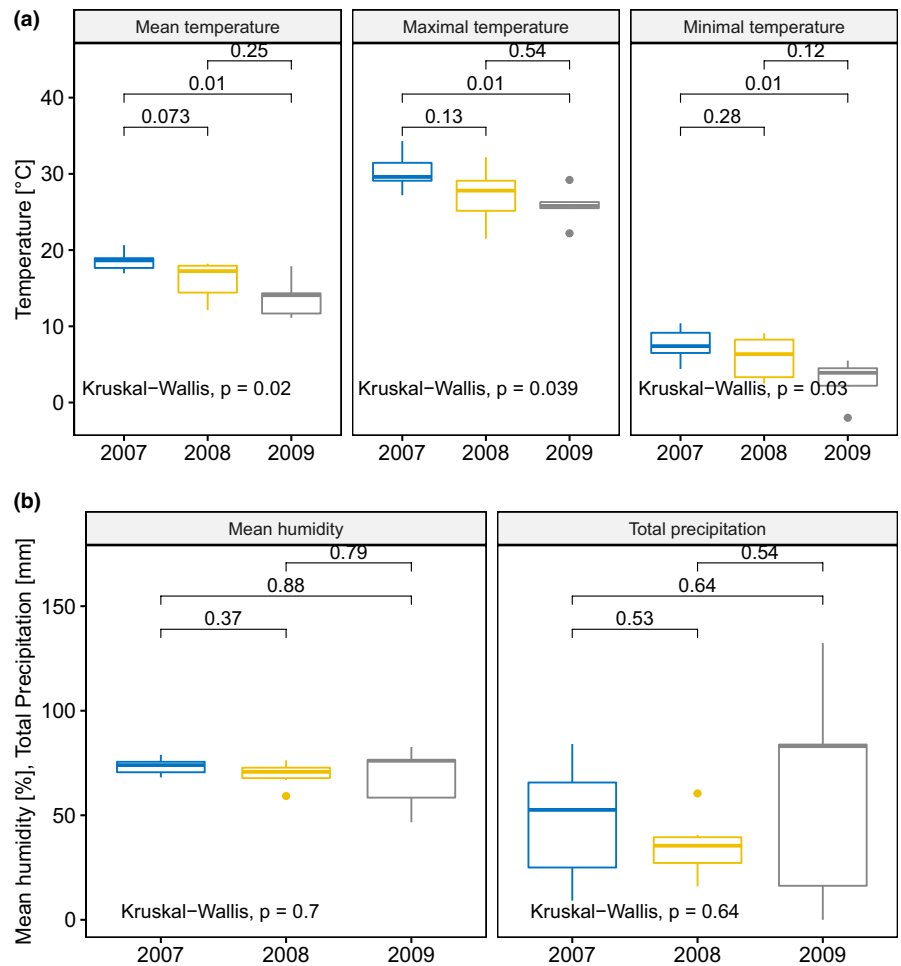 (a)
Mean temperature Maximal temperature Minimal temperature
0.25 0.54 0.12
0.01 0.01 0.01
0.073 0.13 0.28
Temperature [°C]
40
30
20
10
0
Kruskal−Wallis, p = 0.02 Kruskal−Wallis, p = 0.039 Kruskal−Wallis, p = 0.03
2007 2008 2009 2007 2008 2009 2007 2008 2009
(b)
Mean humidity Total precipitation
0.79 0.54
0.88 0.64
0.37 0.53
Mean humidity [%], Total Precipitation [mm]
150
100
50
0
Kruskal−Wallis, p = 0.7 Kruskal−Wallis, p = 0.64
2007 2008 2009 2007 2008 2009